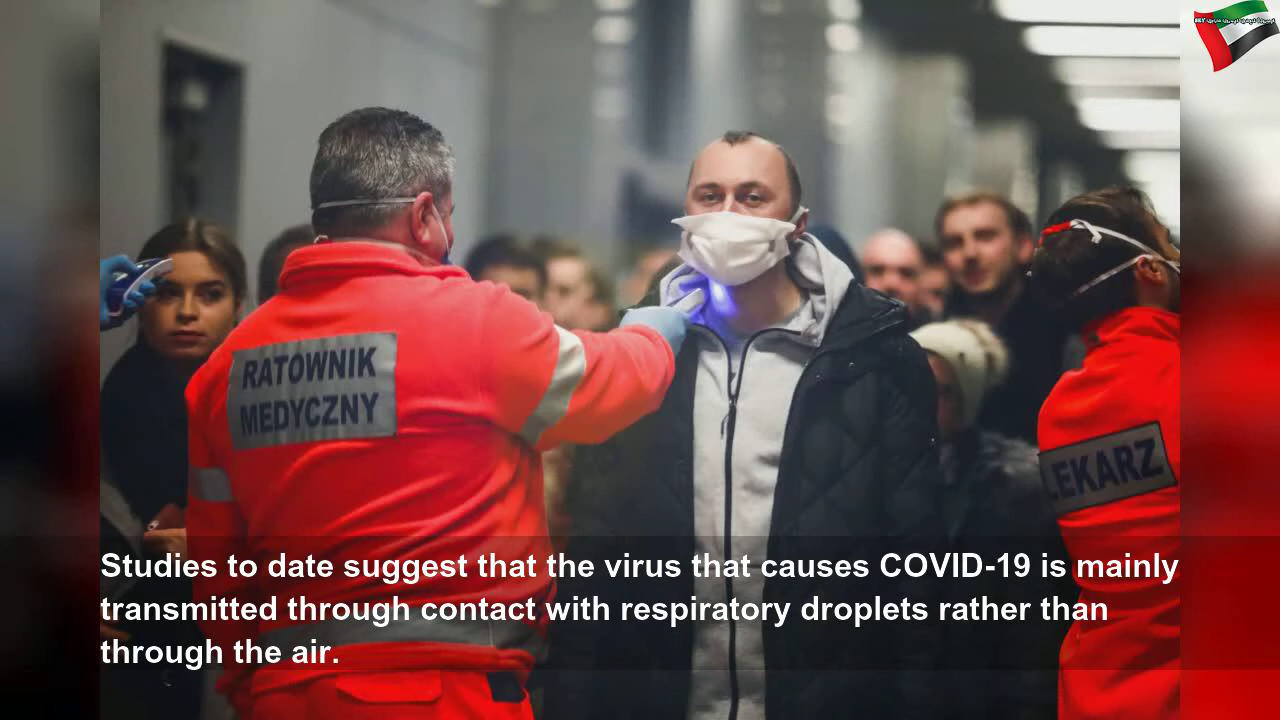 RATOWNIK
MEDYCZNY
LEKARZ
Studies to date suggest that the virus that causes COVID-19 is mainly
transmitted through contact with respiratory droplets rather than
through the air.